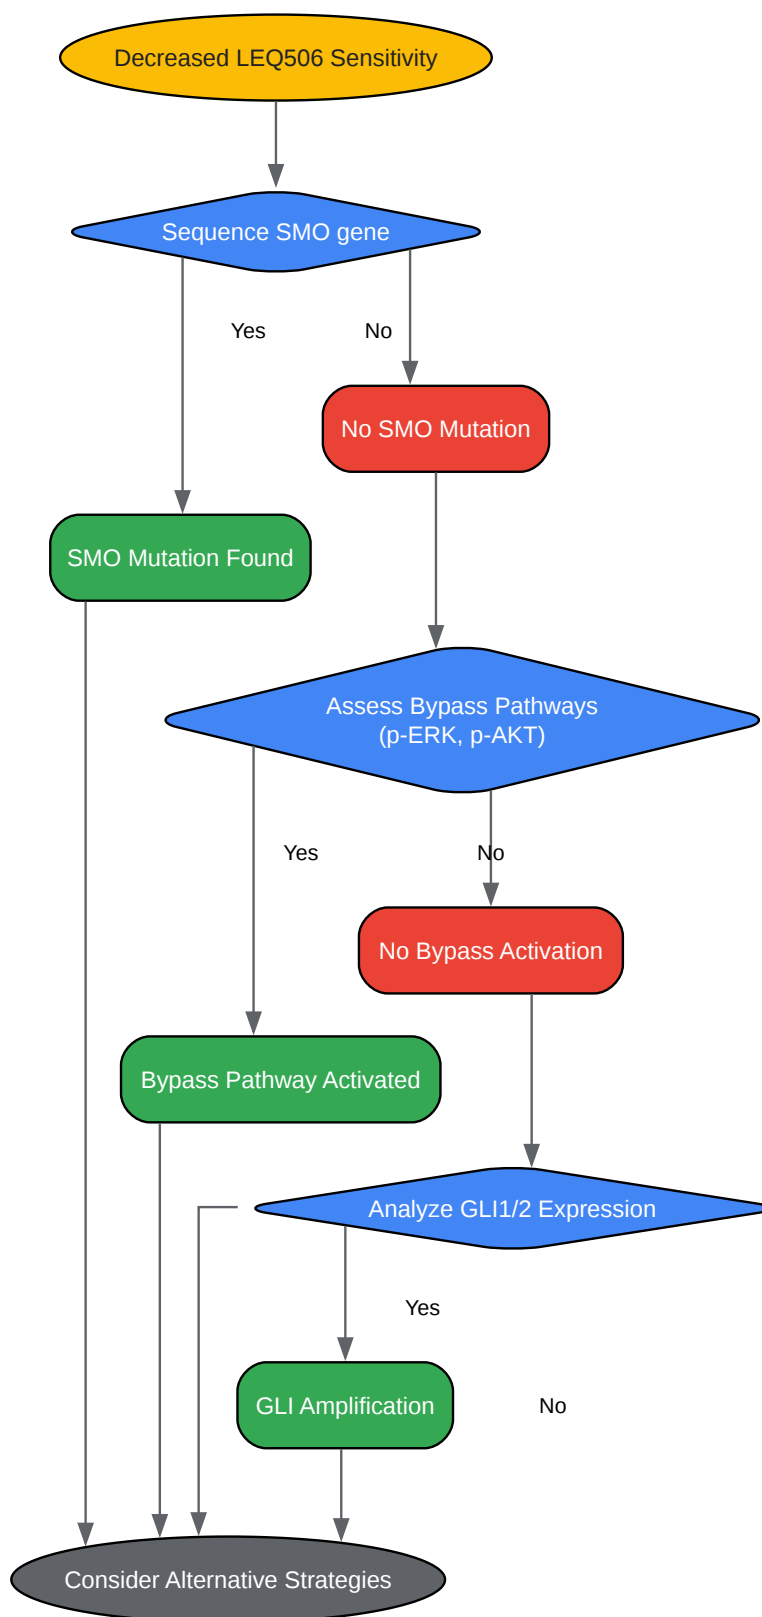 Decreased LEQ506 Sensitivity
Sequence SMO gene
Yes
No
No SMO Mutation
SMO Mutation Found
Assess Bypass Pathways
(p-ERK, p-AKT)
Yes
No
No Bypass Activation
Bypass Pathway Activated
Analyze GLI1/2 Expression
Yes
GLI Amplification
No
Consider Alternative Strategies